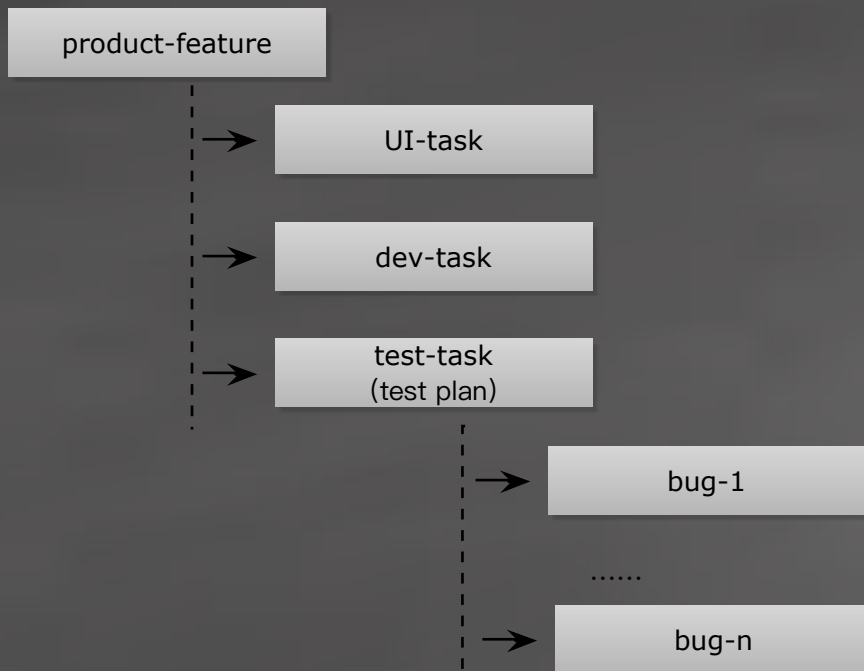 product-feature
UI-task
dev-task
test-task
(test plan)
bug-1
......
bug-n